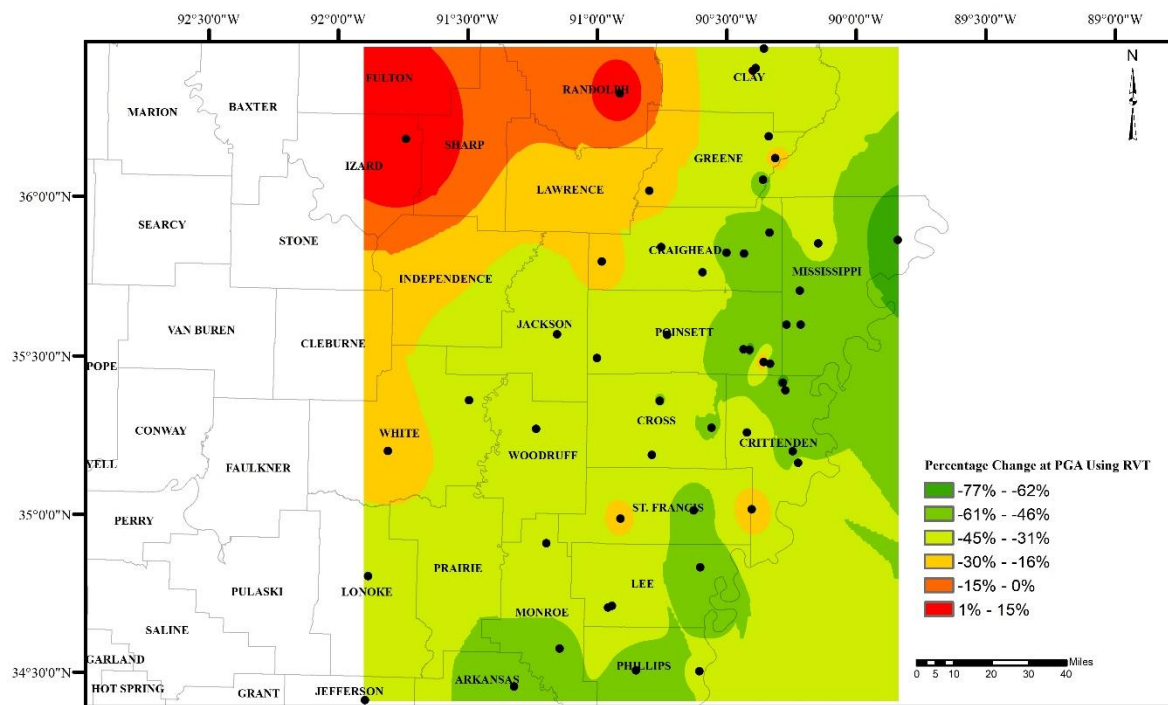 92°30'0"W 92°0'0"W 91°30'0"W 91°0'0"W 90°30'0"W 90°0'0"W 89°30'0"W 89°0'0"W
N
FULTON
RANDOLPH
CLAY
MARION
BAXTER
SHARP
IZARD
GREENE
36°0'0"N
LAWRENCE
SEARCY
STONE
CRAIGHEAD
MISSISSIPPI
INDEPENDENCE
VAN BUREN
JACKSON
POINSETT
CLEBURNE
35°30'0"N
POPE
CONWAY
WHITE
CROSS
CRITTENDEN
WOODRUFF
YELL
FAULKNER
Percentage Change at PGA Using RVT
-77% - -62%
-61% - -46%
-45% - -31%
-30% - -16%
-15% - 0%
1% - 15%
ST. FRANCIS
35°0'0"N
PERRY
PRAIRIE
LEE
PULASKI
LONOKE
MONROE
SALINE
GARLAND
PHILLIPS
34°30'0"N
ARKANSAS
HOT SPRING
GRANT
JEFFERSON
Miles
0 5 10 20 30 40